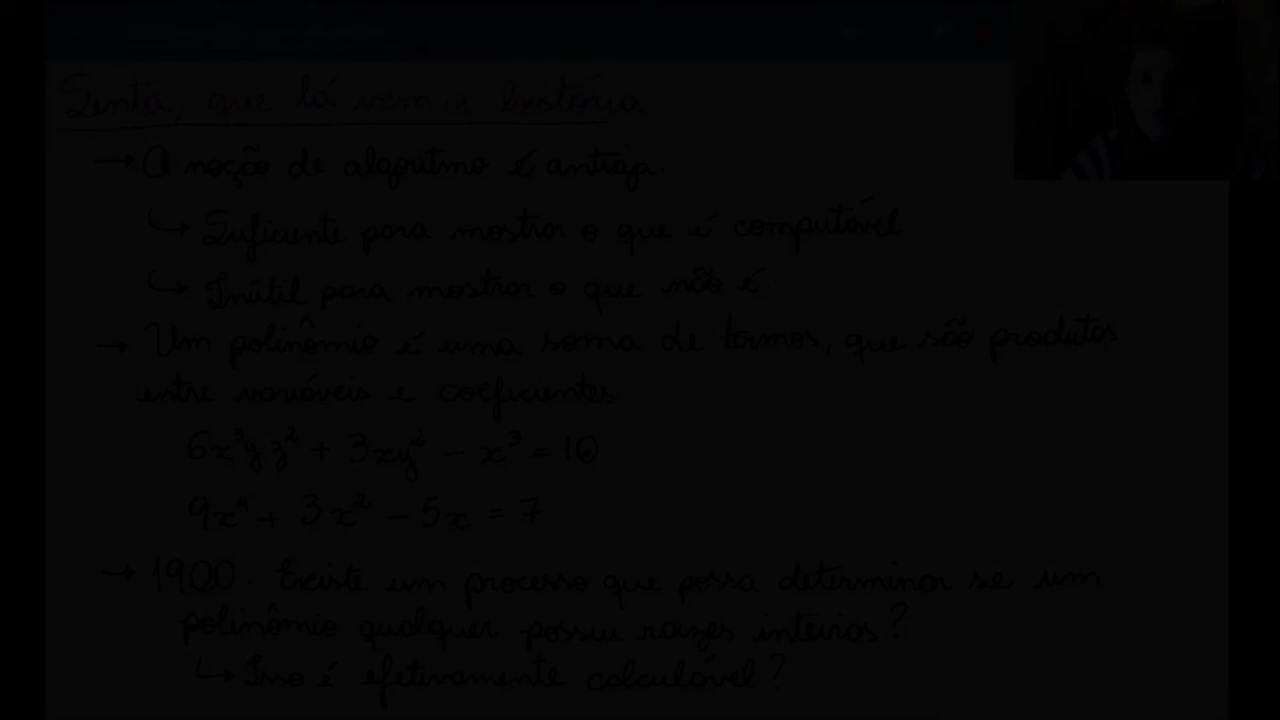 Senta, que lá vem a história
→ A noção de algoritmo é antiga.
↳ Suficiente para mostrar o que é computável
↳ Inútil para mostrar o que não é.
→ Um polinômio é uma soma de termos, que são produtos
entre variáveis e coeficientes
6x³yz² + 3xy² - x³ = 10
9x⁴ + 3x² - 5x = 7
→ 1900: Existe um processo que possa determinar se um
polinômio qualquer possui raízes inteiras?
↳ Isso é efetivamente calculável?